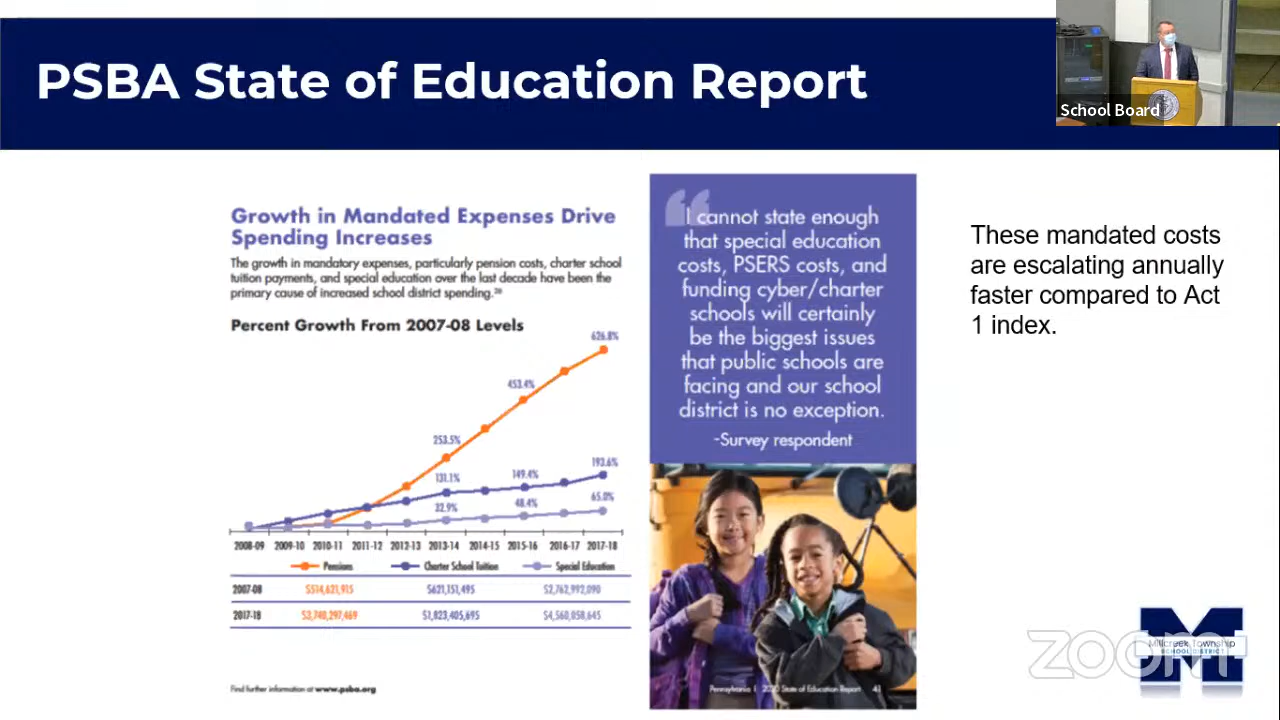 PSBA State of Education Report
School Board
Growth in Mandated Expenses Drive
Spending Increases
The growth in mandatory expenses, particularly pension costs, charter school
tuition payments, and special education over the last decade have been the
primary cause of increased school district spending.
Percent Growth From 2007-08 Levels
626.8%
453.4%
253.5%
193.6%
131.1%
149.4%
65.0%
32.9%
48.4%
2008-09 2009-10 2010-11 2011-12 2012-13 2013-14 2014-15 2015-16 2016-17 2017-18
Pensions Charter School Tuition Special Education
2007-08 $514,621,915 $621,151,495 $2,762,992,090
2017-18 $3,740,297,469 $1,823,405,695 $4,560,058,645
Find further information at www.psba.org
“
I cannot state enough
that special education
costs, PSERS costs, and
funding cyber/charter
schools will certainly
be the biggest issues
that public schools are
facing and our school
district is no exception.
-Survey respondent
Pennsylvania | 2020 State of Education Report 41
These mandated costs
are escalating annually
faster compared to Act
1 index.
M
Millcreek Township
SCHOOL DISTRICT
zoom